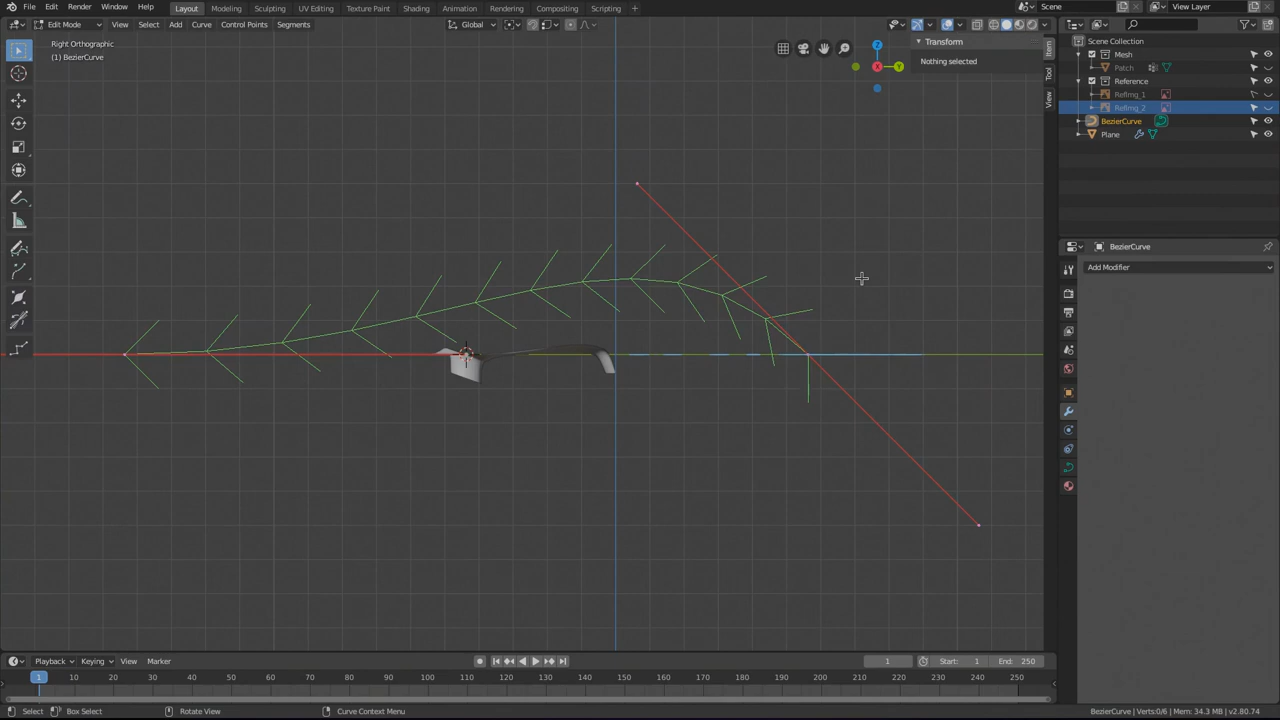 File Edit Render Window Help Layout Modeling Sculpting UV Editing Texture Paint Shading Animation Rendering Compositing Scripting Scene View Layer
Edit Mode View Select Add Curve Control Points Segments Global
Right Orthographic
(1) BezierCurve
Z
X
Y
Transform
Nothing selected
Item
Tool
View
Scene Collection
Mesh
Patch
Reference
RefImg_1
RefImg_2
BezierCurve
Plane
BezierCurve
Add Modifier
Playback Keying View Marker 1 Start: 1 End: 250
1 10 20 30 40 50 60 70 80 90 100 110 120 130 140 150 160 170 180 190 200 210 220 230 240 250
Select Box Select Rotate View Curve Context Menu BezierCurve | Verts:0/6 | Mem: 34.3 MB | v2.80.74